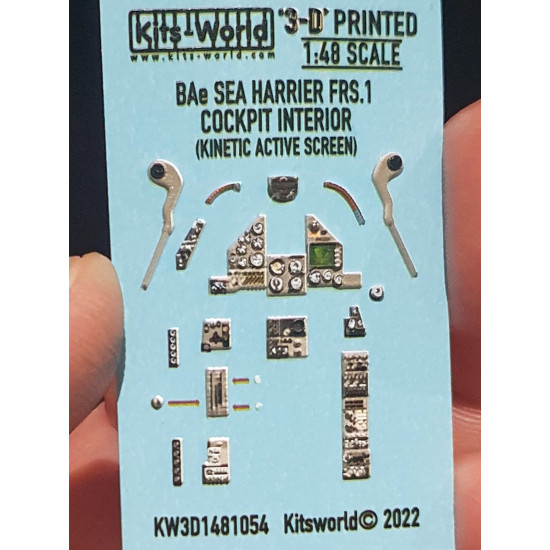 Kits-World
www.kits-world.com
'3-D' PRINTED
1:48 SCALE
BAe SEA HARRIER FRS.1
COCKPIT INTERIOR
(KINETIC ACTIVE SCREEN)
KW3D1481054 Kitsworld© 2022